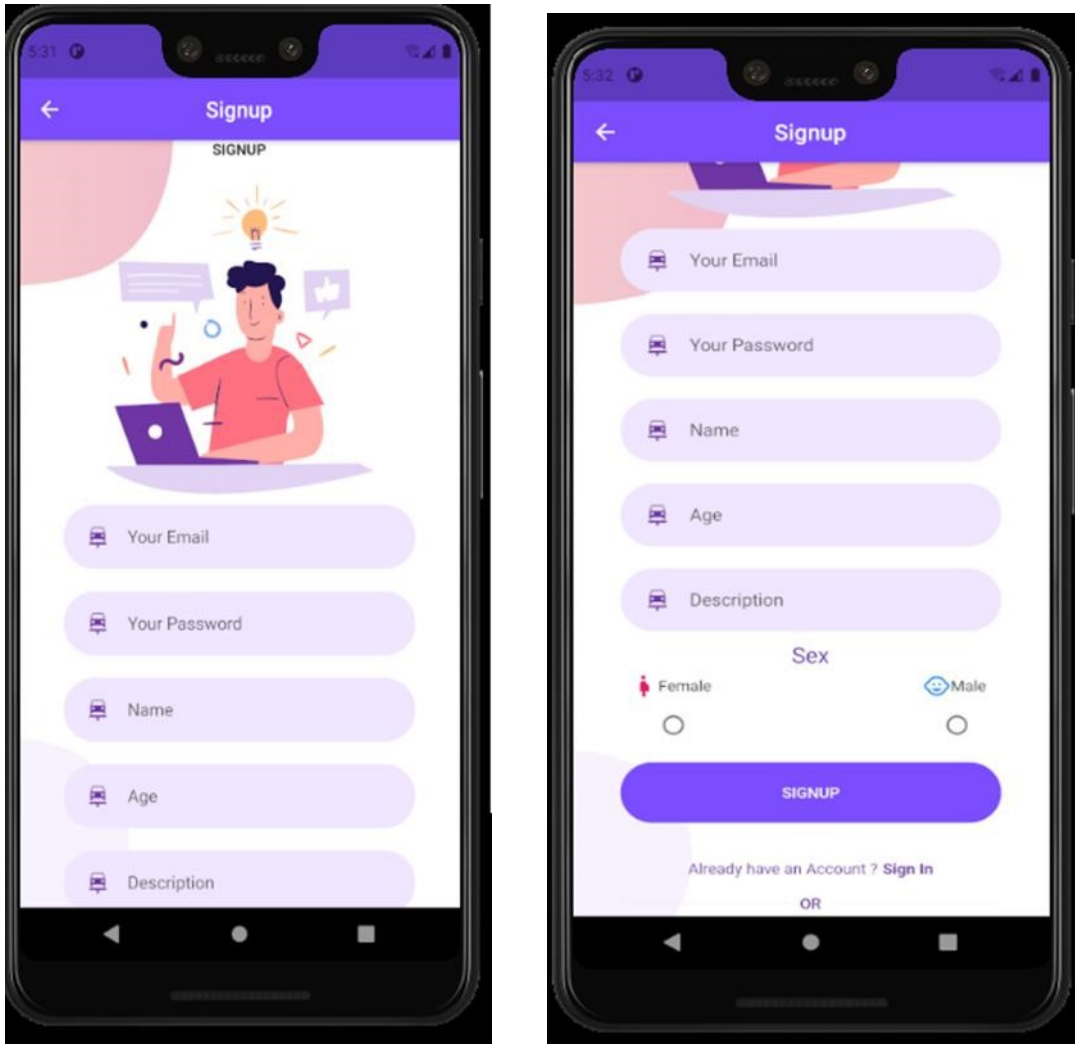 5:31
Signup
SIGNUP
Your Email
Your Password
Name
Age
Description
5:32
Signup
Your Email
Your Password
Name
Age
Description
Sex
Female
Male
SIGNUP
Already have an Account ? Sign In
OR